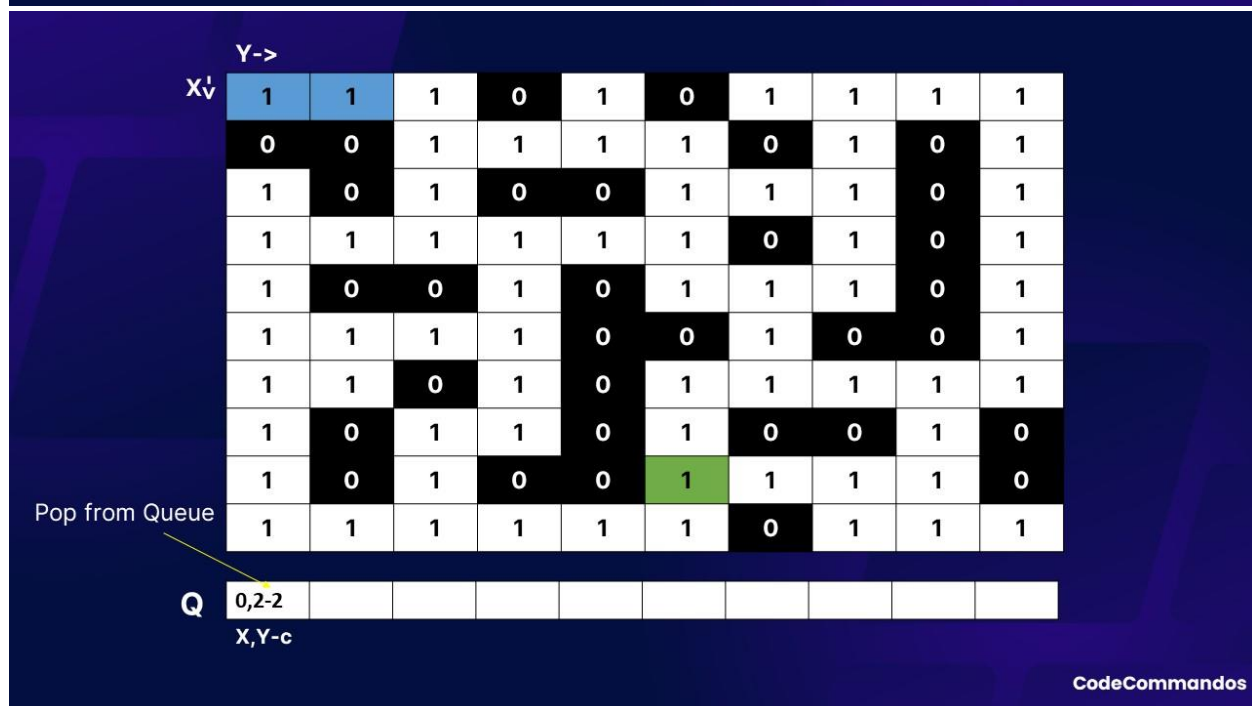 Y->
X'v 1 1 1 0 1 0 1 1 1 1
0 0 1 1 1 1 0 1 0 1
1 0 1 0 0 1 1 1 0 1
1 1 1 1 1 1 0 1 0 1
1 0 0 1 0 1 1 1 0 1
1 1 1 1 0 0 1 0 0 1
1 1 0 1 0 1 1 1 1 1
1 0 1 1 0 1 0 0 1 0
1 0 1 0 0 1 1 1 1 0
Pop from Queue
1 1 1 1 1 1 0 1 1 1
Q 0,2-2
X,Y-c
CodeCommandos